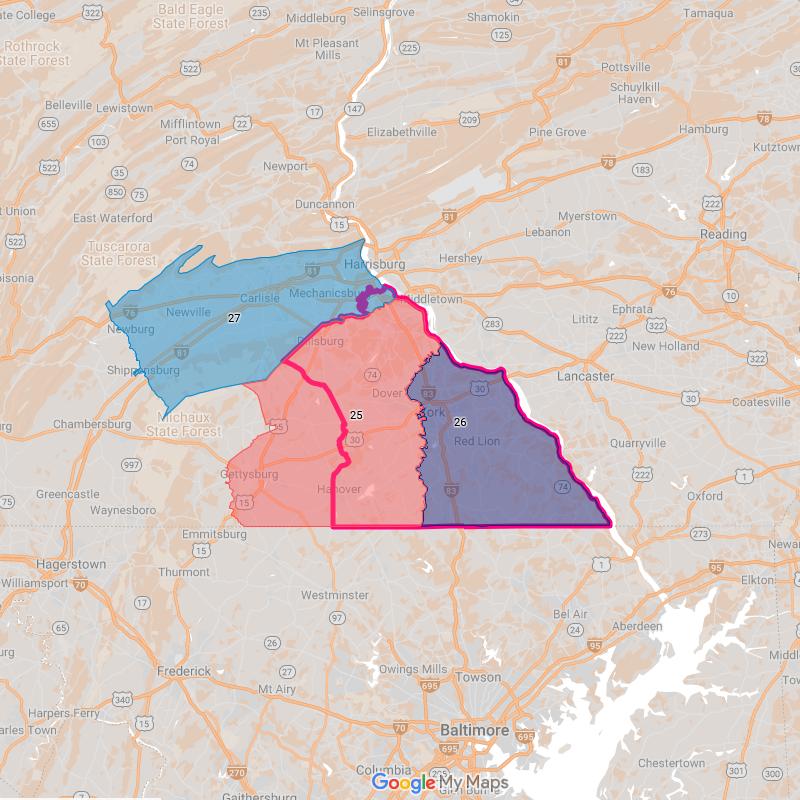 Bald Eagle
State Forest
Selinsgrove
Shamokin
Tamaqua
State College
322
235
Middleburg
125
Rothrock
State Forest
Mt Pleasant
Mills
225
522
81
Pottsville
Schuylkill
Haven
Belleville
Lewistown
17
147
655
Mifflintown
22
Port Royal
209
Elizabethville
Pine Grove
Hamburg
78
103
74
Newport
78
183
Kutztown
522
35
850
75
Duncannon
East Waterford
15
81
Myerstown
222
Lebanon
Reading
522
Tuscarora
State Forest
Harrisburg
Hershey
81
Carlisle
Mechanicsburg
Middletown
76
10
76
Newville
27
Newburg
283
Ephrata
322
Lititz
222
New Holland
322
81
Dillsburg
Shippensburg
74
Lancaster
Coatesville
Dover
83
York
30
Michaux
State Forest
Chambersburg
15
25
26
30
Red Lion
Quarryville
997
Gettysburg
222
1
Greencastle
Waynesboro
Hanover
83
74
Oxford
15
Emmitsburg
273
Hagerstown
15
1
95
Williamsport
70
Thurmont
Elkton
Westminster
17
97
Bel Air
Aberdeen
65
24
26
95
Frederick
27
Owings Mills
Towson
Mt Airy
695
340
Harpers Ferry
15
70
Baltimore
695
695
Chestertown
270
Columbia
Google My Maps
301
300
Gaithersburg